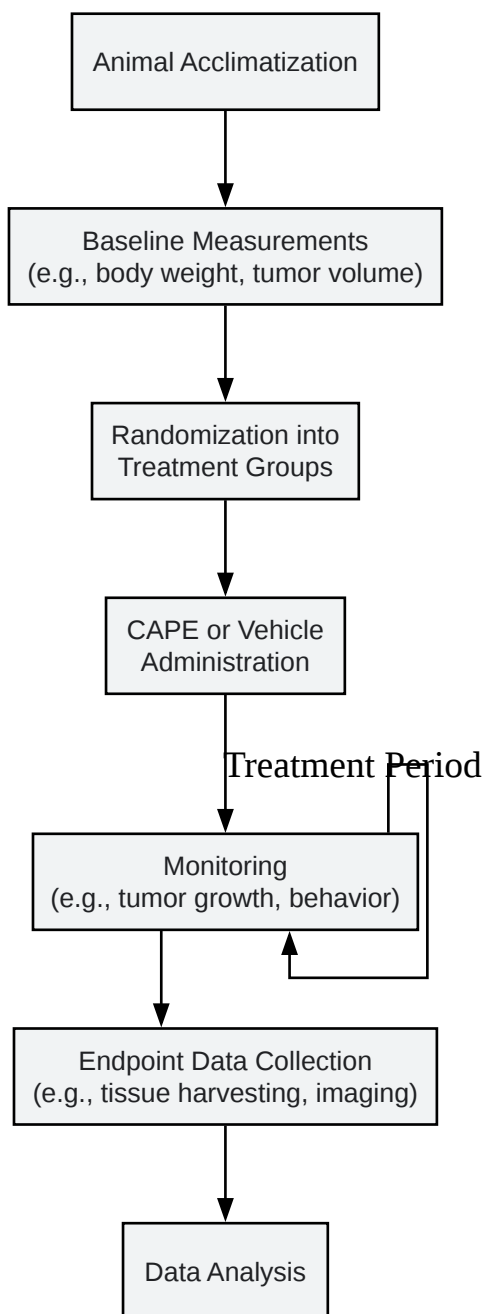 Animal Acclimatization
Baseline Measurements
(e.g., body weight, tumor volume)
Randomization into
Treatment Groups
CAPE or Vehicle
Administration
Treatment Period
Monitoring
(e.g., tumor growth, behavior)
Endpoint Data Collection
(e.g., tissue harvesting, imaging)
Data Analysis